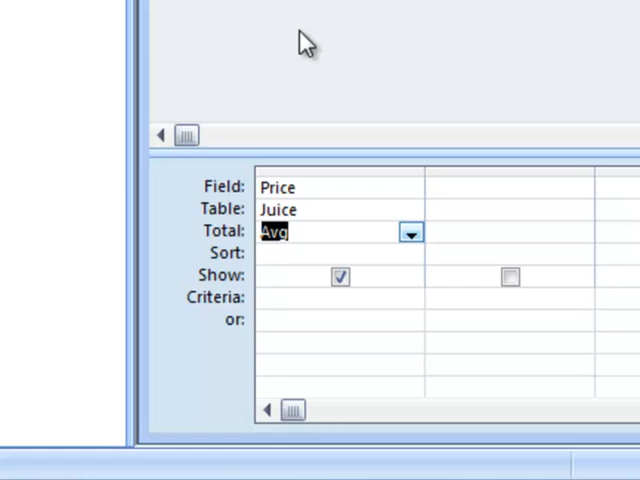 Field: Price
Table: Juice
Total: Avg
Sort:
Show:
Criteria:
or: